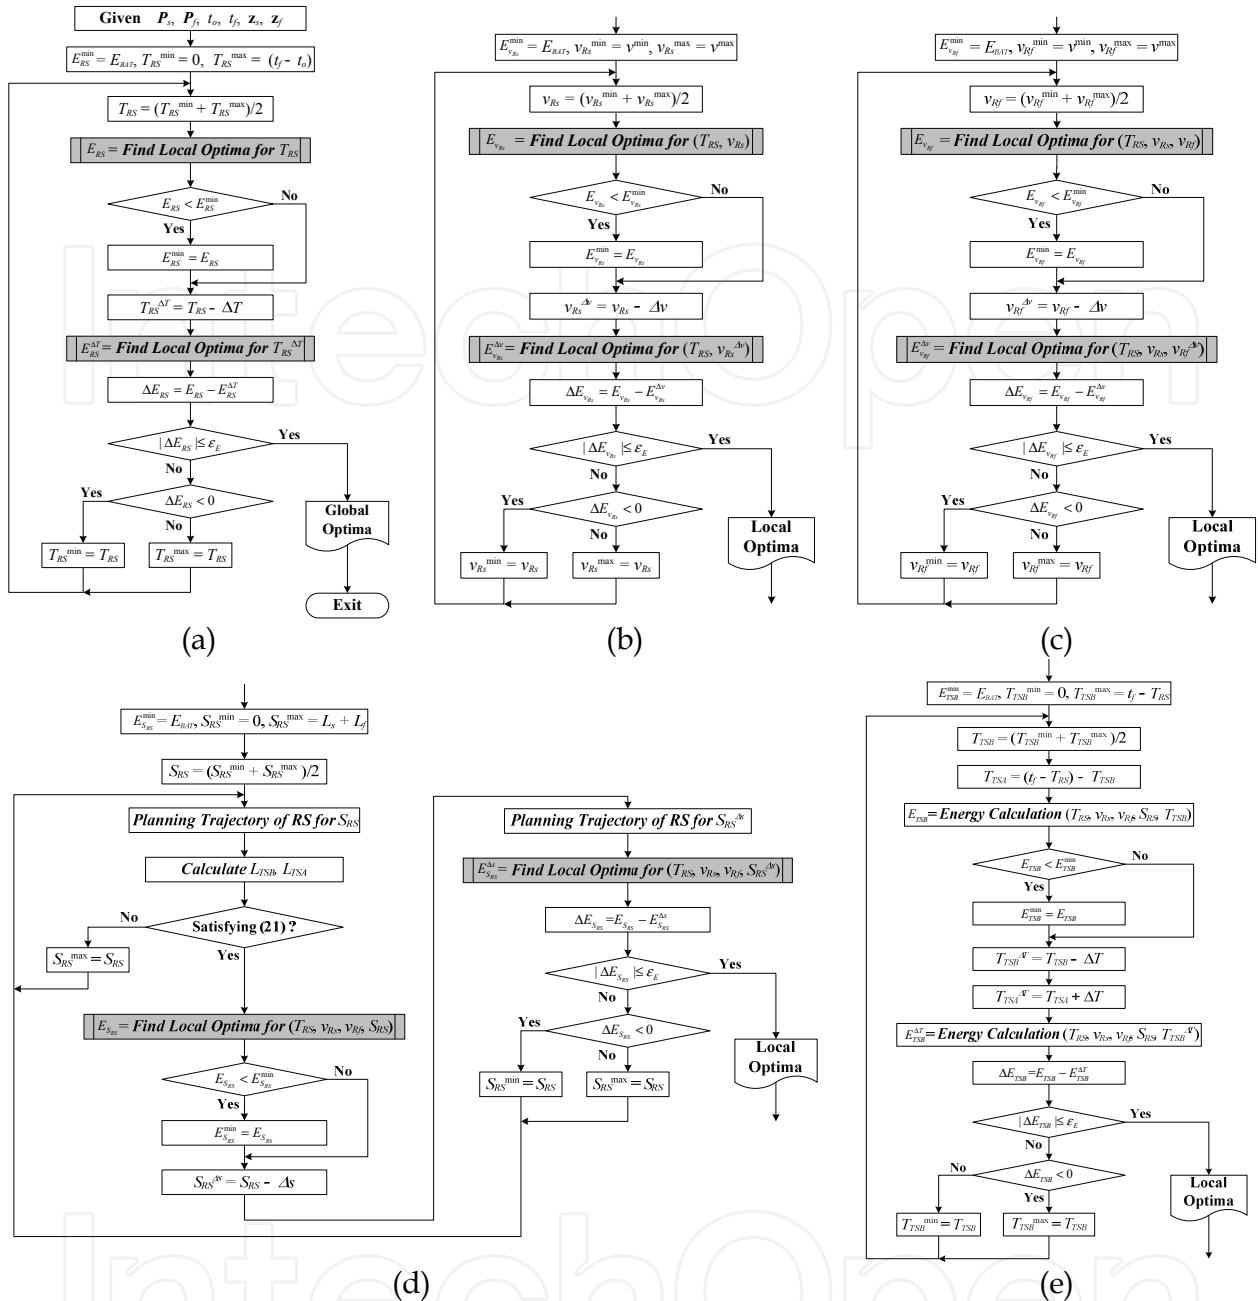 Given P_s, P_f, t_o, t_f, z_s, z_f
E_RS^min = E_BAT, T_RS^min = 0, T_RS^max = (t_f - t_o)
T_RS = (T_RS^min + T_RS^max)/2
E_RS = Find Local Optima for T_RS
E_RS < E_RS^min
No
Yes
E_RS^min = E_RS
T_RS^ΔT = T_RS - ΔT
E_RS^ΔT = Find Local Optima for T_RS^ΔT
ΔE_RS = E_RS - E_RS^ΔT
|ΔE_RS| ≤ ε_E
Yes
No
Yes
ΔE_RS < 0
No
Global
Optima
T_RS^min = T_RS
T_RS^max = T_RS
Exit
(a)
E_vRs^min = E_BAT, v_Rs^min = v^min, v_Rs^max = v^max
v_Rs = (v_Rs^min + v_Rs^max)/2
E_vRs = Find Local Optima for (T_RS, v_Rs)
E_vRs < E_vRs^min
No
Yes
E_vRs^min = E_vRs
v_Rs^Δv = v_Rs - Δv
E_vRs^Δv = Find Local Optima for (T_RS, v_Rs^Δv)
ΔE_vRs = E_vRs - E_vRs^Δv
|ΔE_vRs| ≤ ε_E
Yes
No
Yes
ΔE_vRs < 0
No
Local
Optima
v_Rs^min = v_Rs
v_Rs^max = v_Rs
(b)
E_vRf^min = E_BAT, v_Rf^min = v^min, v_Rf^max = v^max
v_Rf = (v_Rf^min + v_Rf^max)/2
E_vRf = Find Local Optima for (T_RS, v_Rs, v_Rf)
E_vRf < E_vRf^min
No
Yes
E_vRf^min = E_vRf
v_Rf^Δv = v_Rf - Δv
E_vRf^Δv = Find Local Optima for (T_RS, v_Rs, v_Rf^Δv)
ΔE_vRf = E_vRf - E_vRf^Δv
|ΔE_vRf| ≤ ε_E
Yes
No
Yes
ΔE_vRf < 0
No
Local
Optima
v_Rf^min = v_Rf
v_Rf^max = v_Rf
(c)
E_SRS^min = E_BAT, S_RS^min = 0, S_RS^max = L_s + L_f
S_RS = (S_RS^min + S_RS^max)/2
Planning Trajectory of RS for S_RS
Calculate L_TSB, L_TSA
No
Satisfying (21) ?
S_RS^max = S_RS
Yes
E_SRS = Find Local Optima for (T_RS, v_Rs, v_Rf, S_RS)
E_SRS < E_SRS^min
No
Yes
E_SRS^min = E_SRS
S_RS^Δs = S_RS - Δs
Planning Trajectory of RS for S_RS^Δs
E_SRS^Δs = Find Local Optima for (T_RS, v_Rs, v_Rf, S_RS^Δs)
ΔE_SRS = E_SRS - E_SRS^Δs
|ΔE_SRS| ≤ ε_E
Yes
No
Yes
ΔE_SRS < 0
No
Local
Optima
S_RS^min = S_RS
S_RS^max = S_RS
(d)
E_TSB^min = E_BAT, T_TSB^min = 0, T_TSB^max = t_f - T_RS
T_TSB = (T_TSB^min + T_TSB^max)/2
T_TSA = (t_f - T_RS) - T_TSB
E_TSB = Energy Calculation (T_RS, v_Rs, v_Rf, S_RS, T_TSB)
E_TSB < E_TSB^min
No
Yes
E_TSB^min = E_TSB
T_TSB^ΔT = T_TSB - ΔT
T_TSA^ΔT = T_TSA + ΔT
E_TSB^ΔT = Energy Calculation (T_RS, v_Rs, v_Rf, S_RS, T_TSB^ΔT)
ΔE_TSB = E_TSB - E_TSB^ΔT
|ΔE_TSB| ≤ ε_E
Yes
No
No
ΔE_TSB < 0
Yes
Local
Optima
T_TSB^min = T_TSB
T_TSB^max = T_TSB
(e)
IntechOpen
IntechOpen